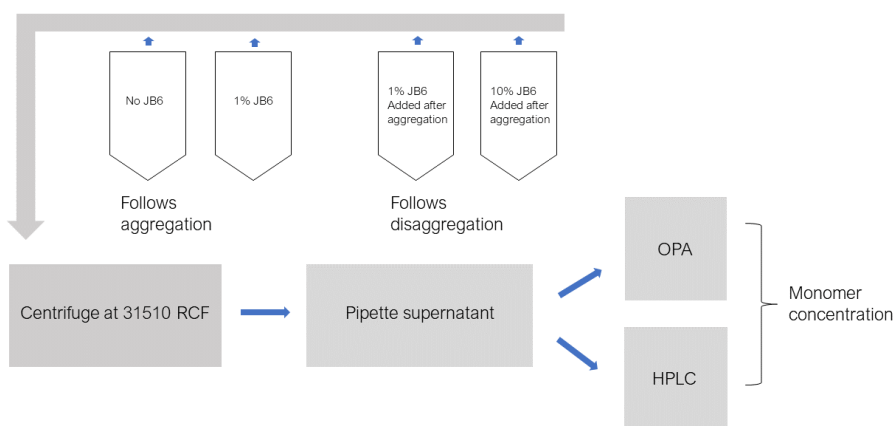 No JB6
1% JB6
1% JB6
Added after
aggregation
10% JB6
Added after
aggregation
Follows
aggregation
Follows
disaggregation
Centrifuge at 31510 RCF
Pipette supernatant
OPA
HPLC
Monomer
concentration